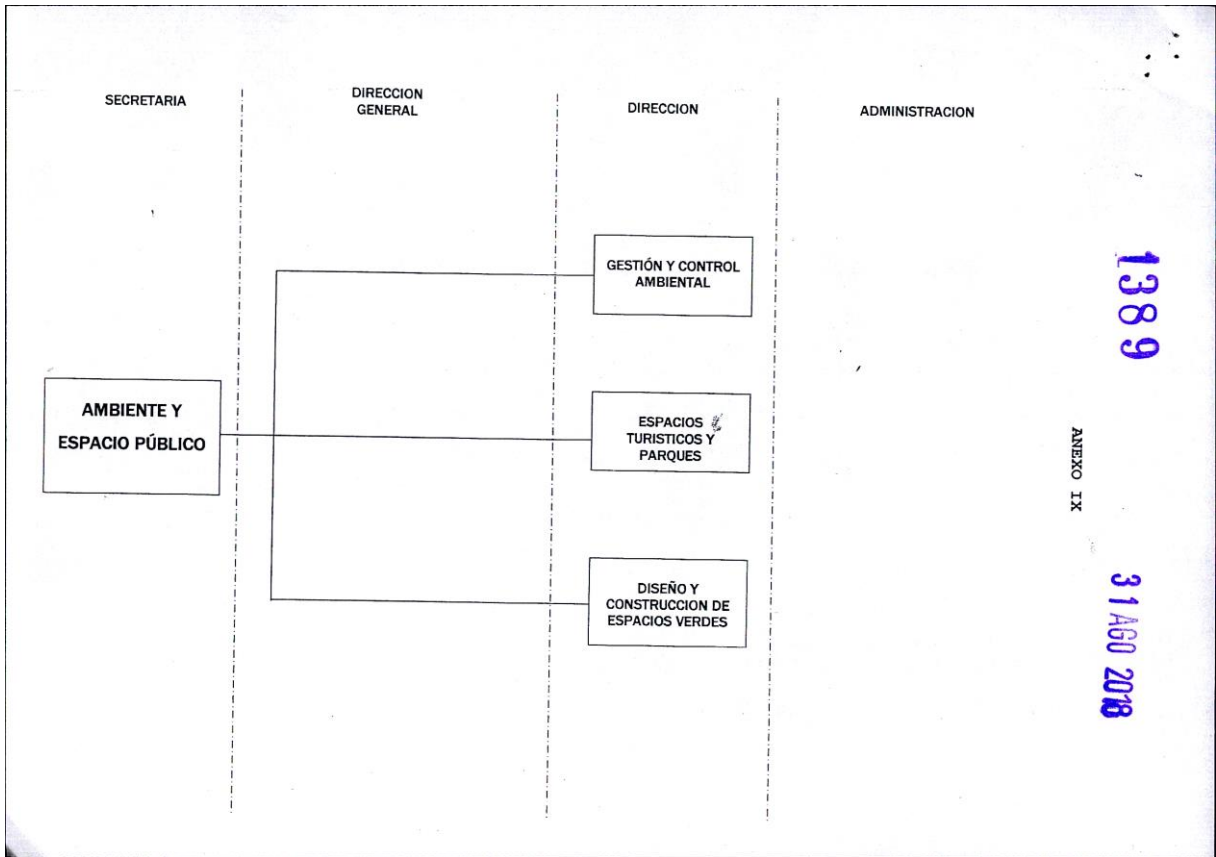 SECRETARIA
DIRECCION
GENERAL
DIRECCION
ADMINISTRACION
GESTIÓN Y CONTROL
AMBIENTAL
AMBIENTE Y
ESPACIO PÚBLICO
ESPACIOS
TURISTICOS Y
PARQUES
DISEÑO Y
CONSTRUCCION DE
ESPACIOS VERDES
1389
ANEXO IX
31 AGO 2018